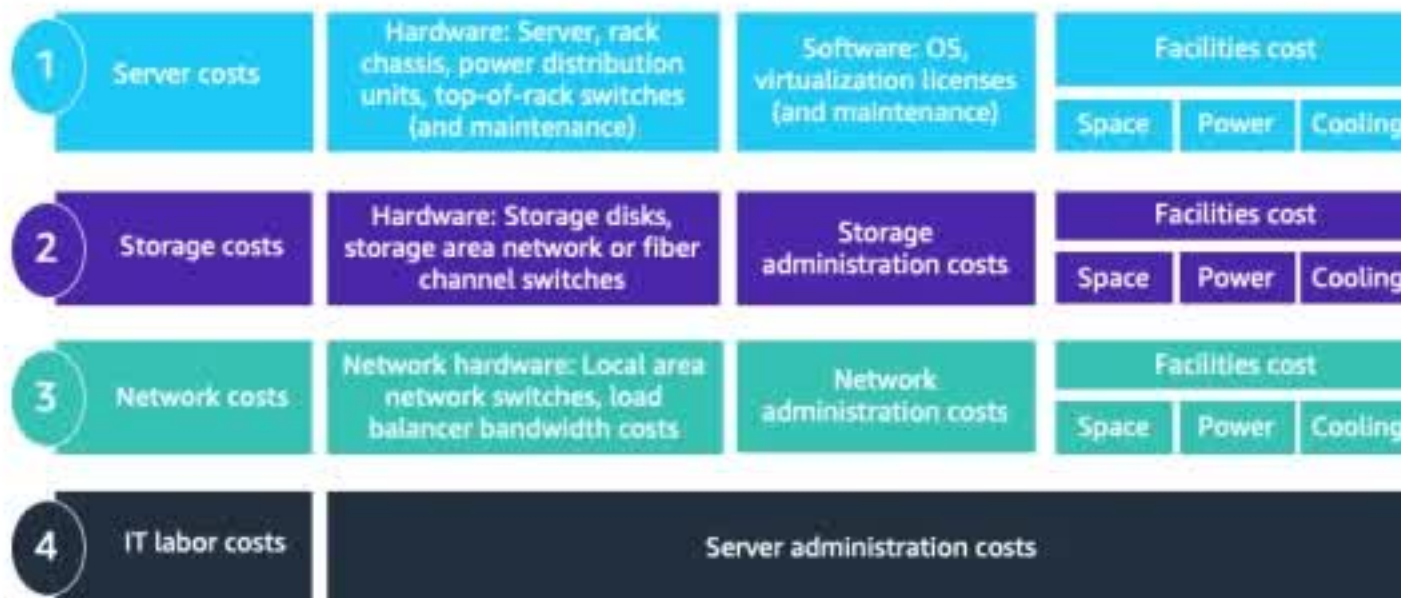 1
Server costs
Hardware: Server, rack
chassis, power distribution
units, top-of-rack switches
(and maintenance)
Software: OS,
virtualization licenses
(and maintenance)
Facilities cost
Space
Power
Cooling
2
Storage costs
Hardware: Storage disks,
storage area network or fiber
channel switches
Storage
administration costs
Facilities cost
Space
Power
Cooling
3
Network costs
Network hardware: Local area
network switches, load
balancer bandwidth costs
Network
administration costs
Facilities cost
Space
Power
Cooling
4
IT labor costs
Server administration costs